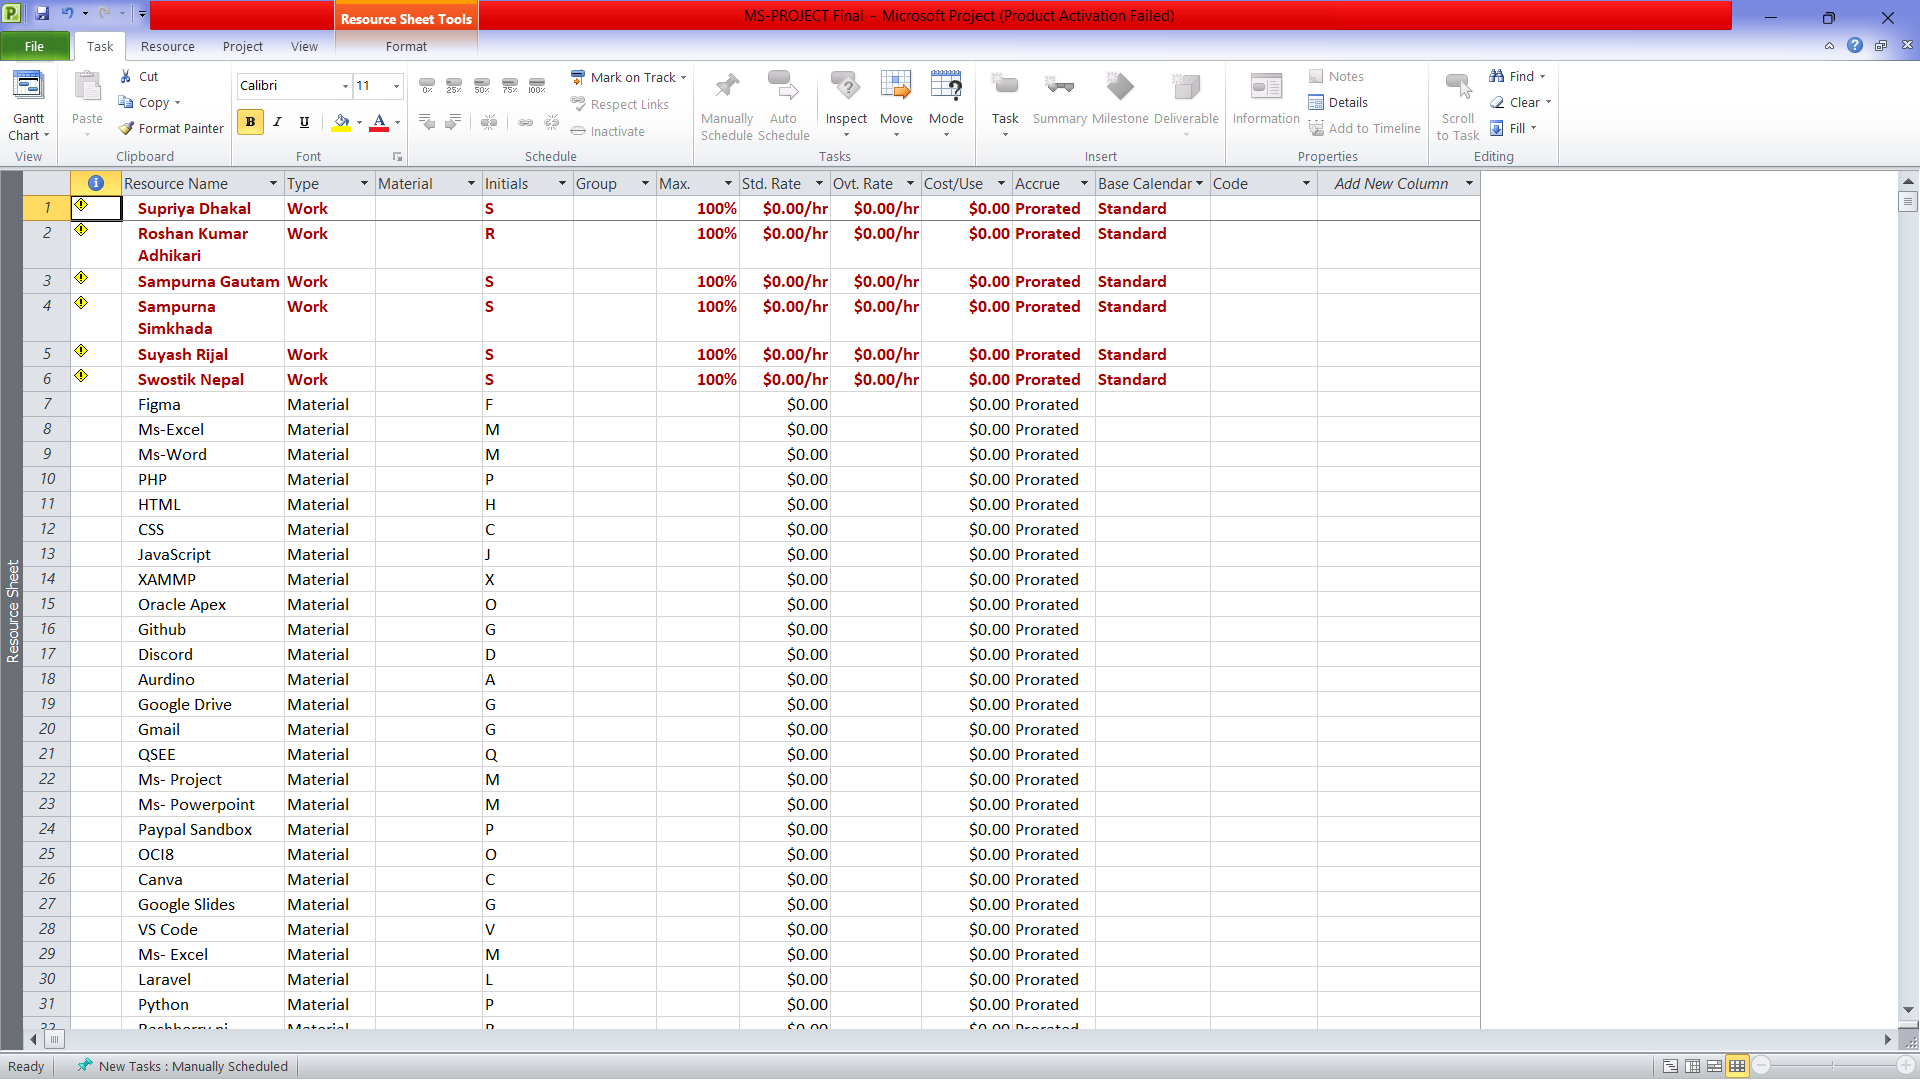 Resource Sheet Tools
MS-PROJECT Final - Microsoft Project (Product Activation Failed)
File Task Resource Project View Format
Gantt Chart
Paste
Cut
Copy
Format Painter
Calibri 11
B I U
0% 25% 50% 75% 100%
Mark on Track
Respect Links
Inactivate
Manually Schedule
Auto Schedule
Inspect Move Mode
Task Summary Milestone Deliverable
Information
Notes
Details
Add to Timeline
Scroll to Task
Find
Clear
Fill
View Clipboard Font Schedule Tasks Insert Properties Editing
Resource Name Type Material Initials Group Max. Std. Rate Ovt. Rate Cost/Use Accrue Base Calendar Code Add New Column
1 Supriya Dhakal Work S 100% $0.00/hr $0.00/hr $0.00 Prorated Standard
2 Roshan Kumar Work R 100% $0.00/hr $0.00/hr $0.00 Prorated Standard
Adhikari
3 Sampurna Gautam Work S 100% $0.00/hr $0.00/hr $0.00 Prorated Standard
4 Sampurna Work S 100% $0.00/hr $0.00/hr $0.00 Prorated Standard
Simkhada
5 Suyash Rijal Work S 100% $0.00/hr $0.00/hr $0.00 Prorated Standard
6 Swostik Nepal Work S 100% $0.00/hr $0.00/hr $0.00 Prorated Standard
7 Figma Material F $0.00 $0.00 Prorated
8 Ms-Excel Material M $0.00 $0.00 Prorated
9 Ms-Word Material M $0.00 $0.00 Prorated
10 PHP Material P $0.00 $0.00 Prorated
11 HTML Material H $0.00 $0.00 Prorated
12 CSS Material C $0.00 $0.00 Prorated
13 JavaScript Material J $0.00 $0.00 Prorated
14 XAMMP Material X $0.00 $0.00 Prorated
15 Oracle Apex Material O $0.00 $0.00 Prorated
16 Github Material G $0.00 $0.00 Prorated
17 Discord Material D $0.00 $0.00 Prorated
18 Aurdino Material A $0.00 $0.00 Prorated
19 Google Drive Material G $0.00 $0.00 Prorated
20 Gmail Material G $0.00 $0.00 Prorated
21 QSEE Material Q $0.00 $0.00 Prorated
22 Ms- Project Material M $0.00 $0.00 Prorated
23 Ms- Powerpoint Material M $0.00 $0.00 Prorated
24 Paypal Sandbox Material P $0.00 $0.00 Prorated
25 OCI8 Material O $0.00 $0.00 Prorated
26 Canva Material C $0.00 $0.00 Prorated
27 Google Slides Material G $0.00 $0.00 Prorated
28 VS Code Material V $0.00 $0.00 Prorated
29 Ms- Excel Material M $0.00 $0.00 Prorated
30 Laravel Material L $0.00 $0.00 Prorated
31 Python Material P $0.00 $0.00 Prorated
32 Material $0.00 $0.00 Prorated
Resource Sheet
Ready New Tasks : Manually Scheduled